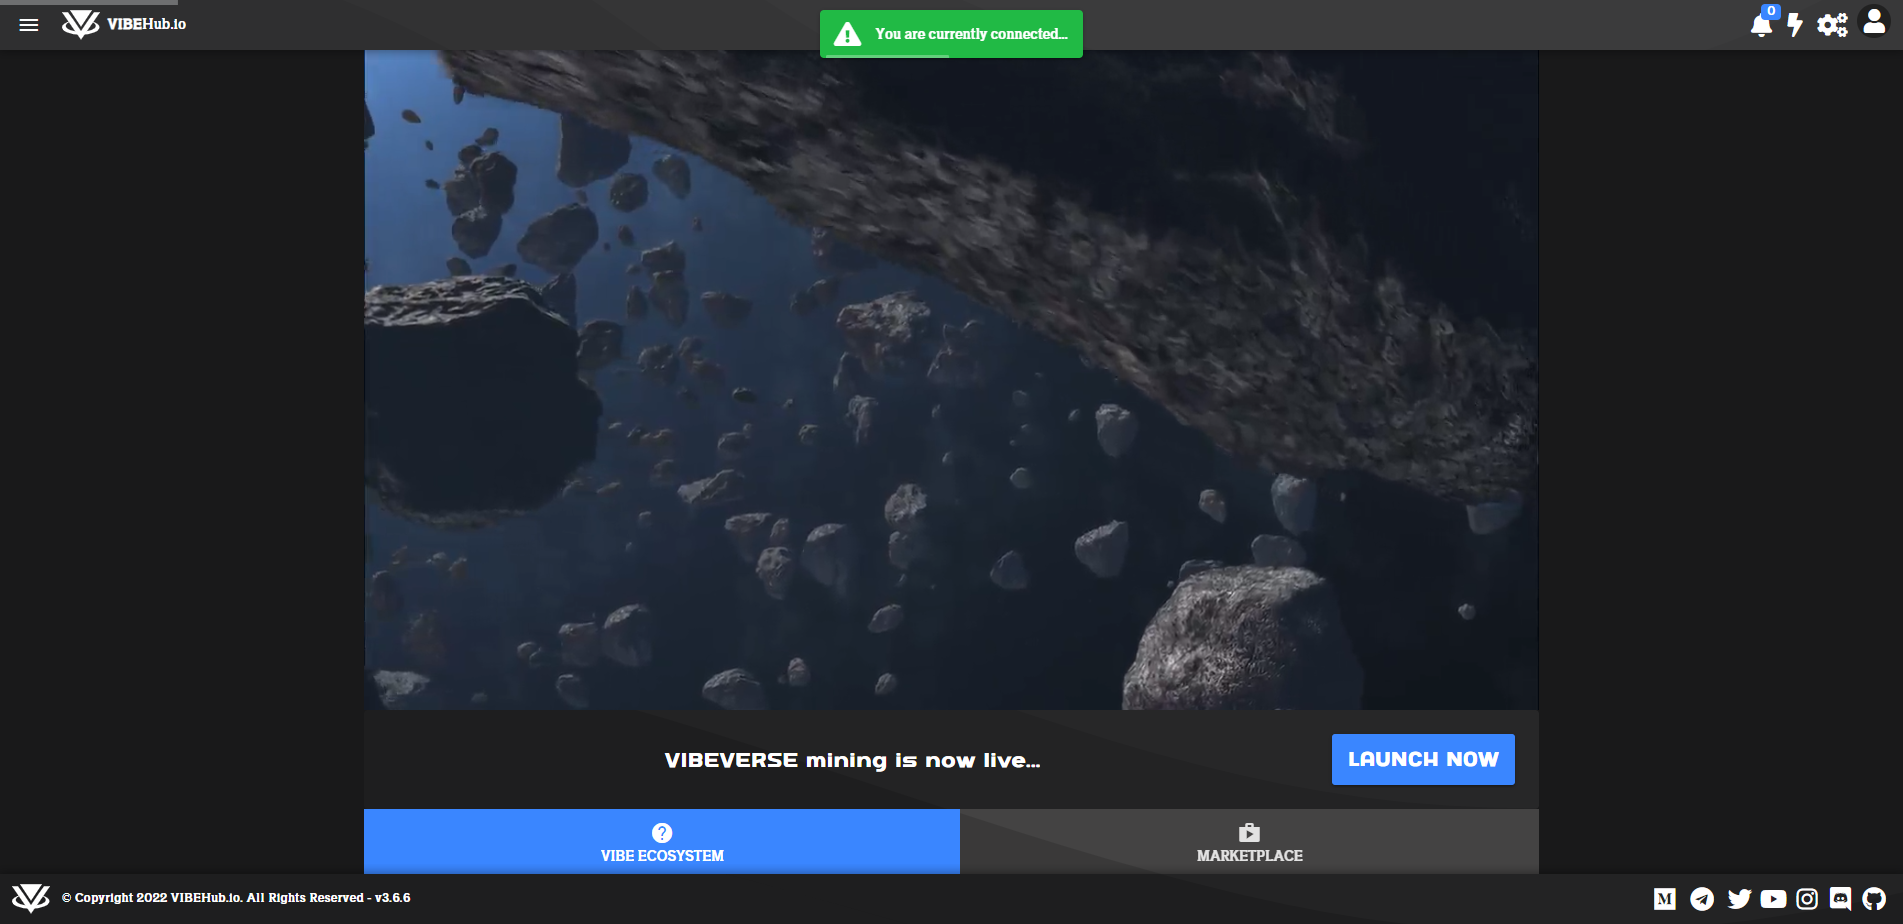 VIBEHub.io
You are currently connected...
0
VIBEVERSE mining is now live...
LAUNCH NOW
VIBE ECOSYSTEM
MARKETPLACE
© Copyright 2022 VIBEHub.io. All Rights Reserved - v3.6.6